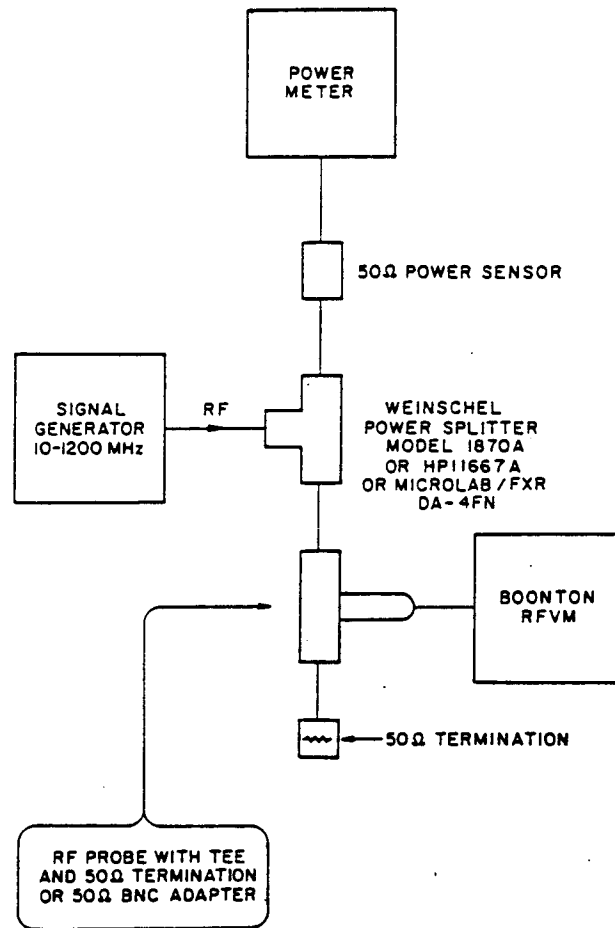 POWER
METER
50Ω POWER SENSOR
SIGNAL
GENERATOR
10-1200 MHz
RF
WEINSCHEL
POWER SPLITTER
MODEL 1870A
OR HP11667A
OR MICROLAB/FXR
DA-4FN
BOONTON
RFVM
50Ω TERMINATION
RF PROBE WITH TEE
AND 50Ω TERMINATION
OR 50Ω BNC ADAPTER